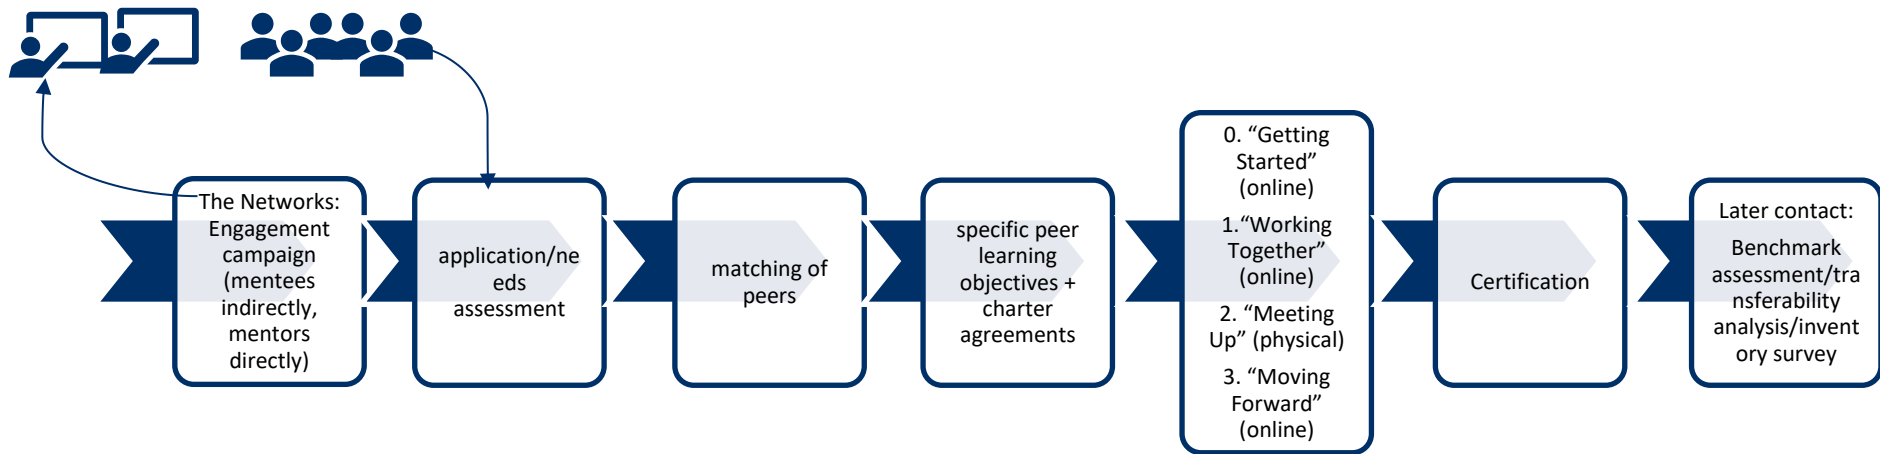 The Networks:
Engagement
campaign
(mentees
indirectly,
mentors
directly)
application/ne
eds
assessment
matching of
peers
specific peer
learning
objectives +
charter
agreements
0. “Getting
Started”
(online)
1.“Working
Together”
(online)
2. “Meeting
Up” (physical)
3. “Moving
Forward”
(online)
Certification
Later contact:
Benchmark
assessment/tra
nsferability
analysis/invent
ory survey